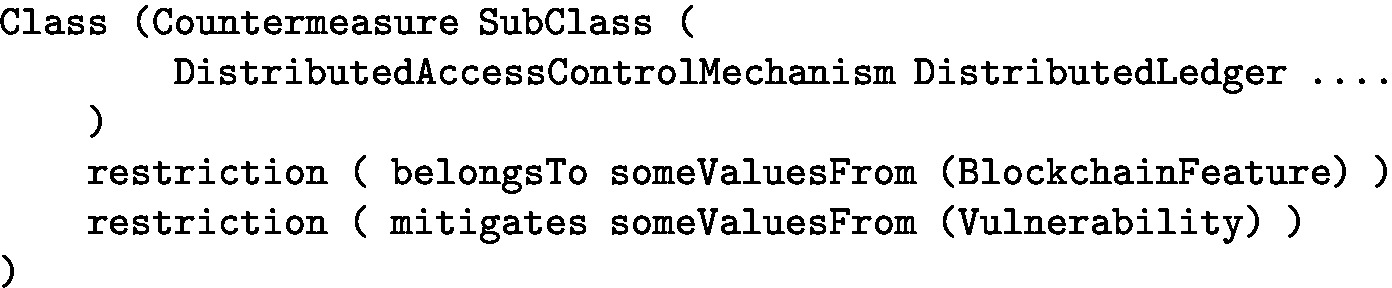 Class (Countermeasure SubClass (
DistributedAccessControlMechanism DistributedLedger ....
)
restriction ( belongsTo someValuesFrom (BlockchainFeature) )
restriction ( mitigates someValuesFrom (Vulnerability) )
)